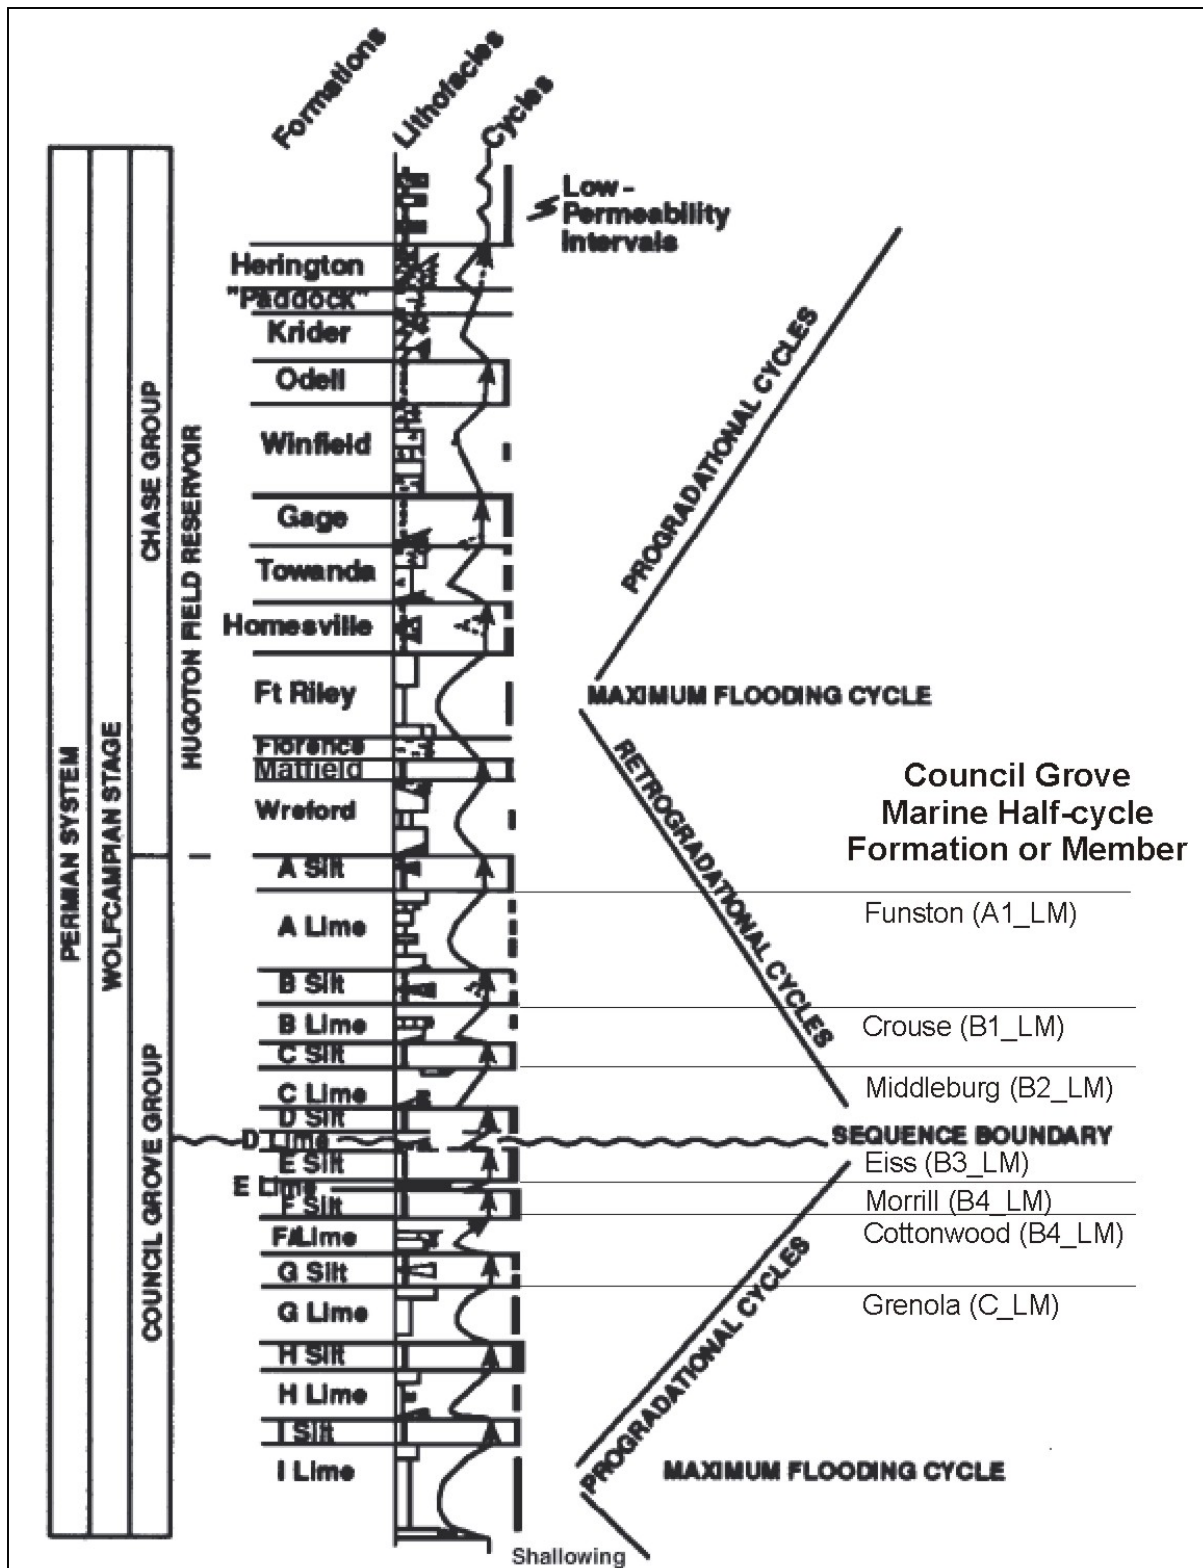 Formations
Lithofacies
Cycles
Low -
Permeability
Intervals
PERMIAN SYSTEM
WOLFCAMPIAN STAGE
CHASE GROUP
COUNCIL GROVE GROUP
HUGOTON FIELD RESERVOIR
Herington
"Paddock"
Krider
Odell
Winfield
Gage
Towanda
Homesville
Ft Riley
Florence
Matfield
Wreford
A Silt
A Lime
B Silt
B Lime
C Silt
C Lime
D Silt
D Lime
E Silt
E Lime
F Silt
Lime
G Silt
G Lime
H Silt
H Lime
I Silt
I Lime
PROGRADATIONAL CYCLES
MAXIMUM FLOODING CYCLE
RETROGRADATIONAL CYCLES
Council Grove
Marine Half-cycle
Formation or Member
Funston (A1_LM)
Crouse (B1_LM)
Middleburg (B2_LM)
SEQUENCE BOUNDARY
Eiss (B3_LM)
Morrill (B4_LM)
Cottonwood (B4_LM)
Grenola (C_LM)
PROGRADATIONAL CYCLES
MAXIMUM FLOODING CYCLE
Shallowing